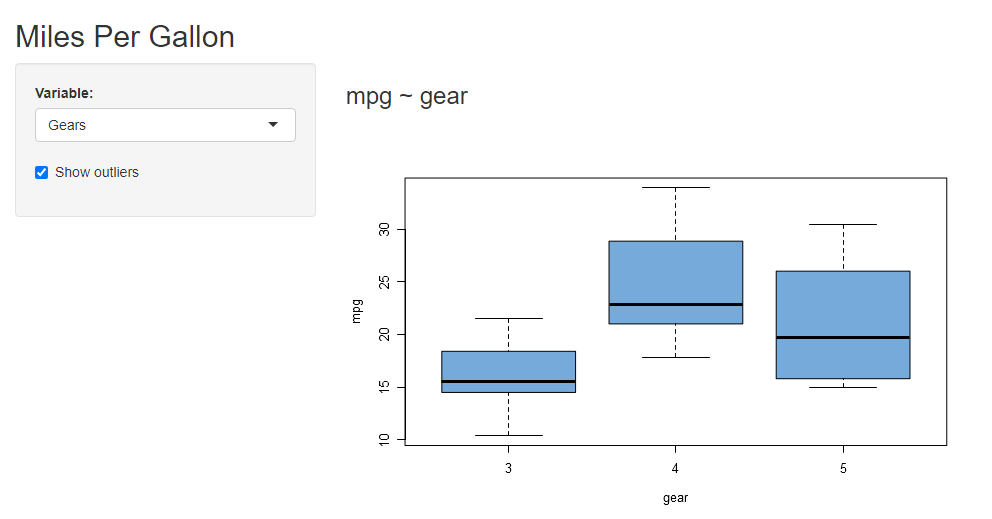 Miles Per Gallon
Variable:
Gears
Show outliers
mpg ~ gear
mpg
30
25
20
15
10
3 4 5
gear